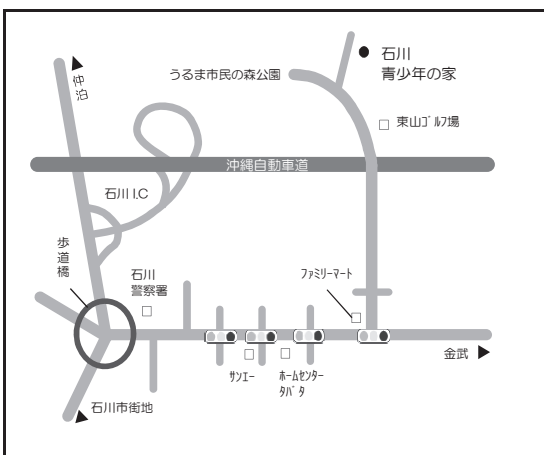 石川
青少年の家
うるま市民の森公園
仲泊
東山ｺﾞﾙﾌ場
沖縄自動車道
石川 I.C
歩道橋
石川
警察署
ﾌｧﾐﾘｰﾏｰﾄ
金武
ｻﾝｴｰ
ﾎｰﾑｾﾝﾀｰ
ﾀﾊﾞﾀ
石川市街地